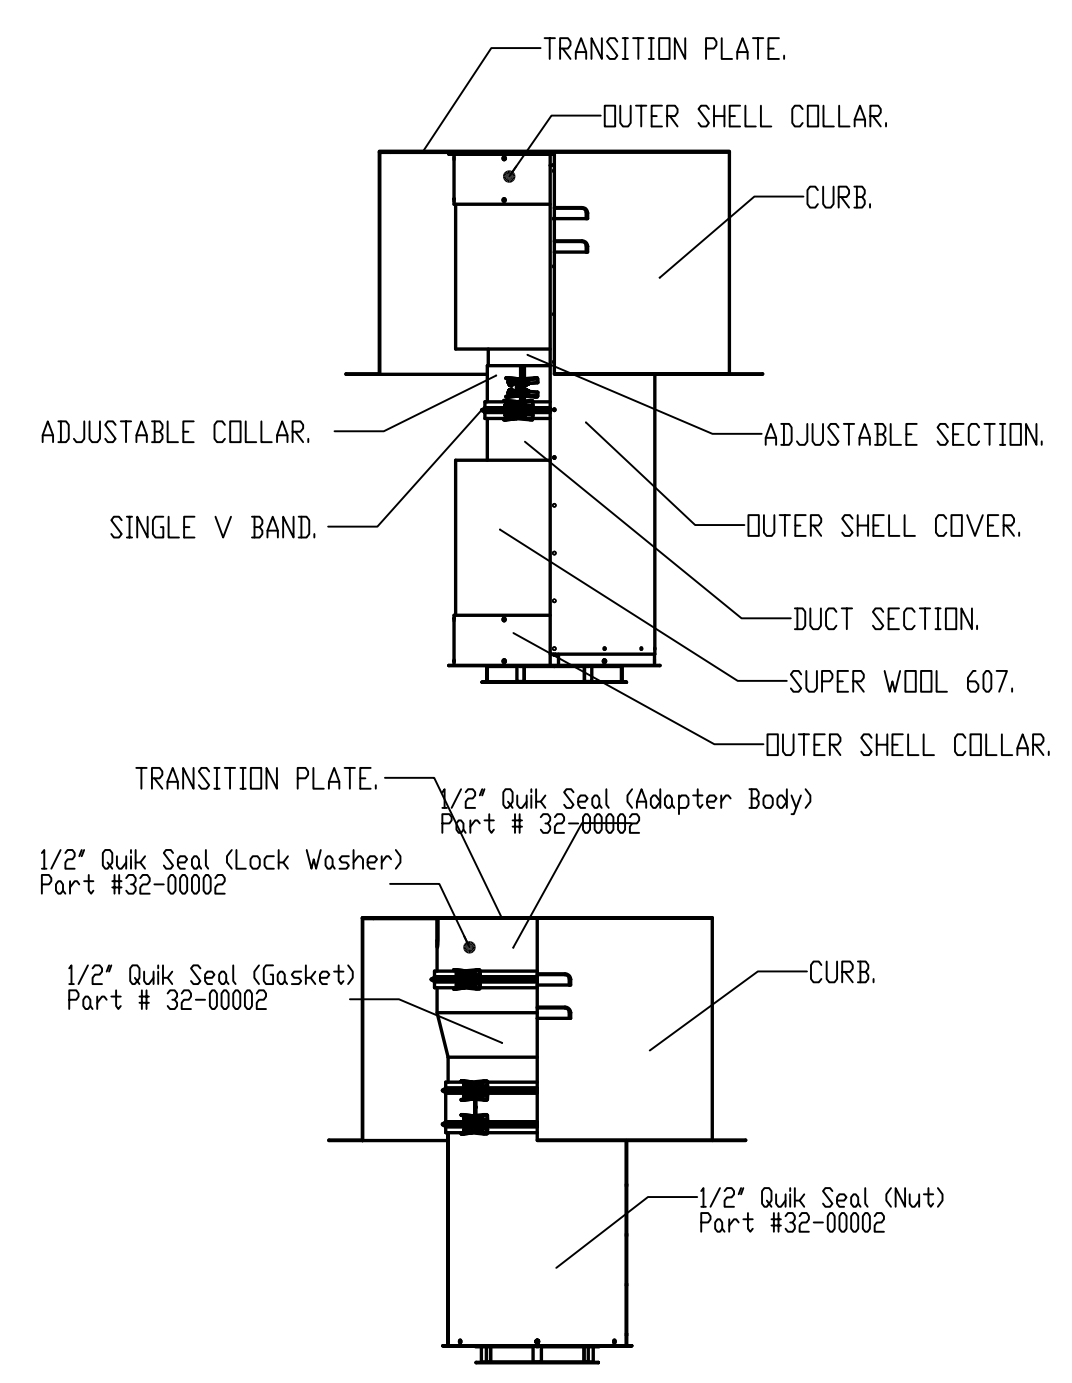 TRANSITION PLATE.
OUTER SHELL COLLAR.
CURB.
ADJUSTABLE COLLAR.
ADJUSTABLE SECTION.
SINGLE V BAND.
OUTER SHELL COVER.
DUCT SECTION.
SUPER WOOL 607.
OUTER SHELL COLLAR.
TRANSITION PLATE.
1/2" Quik Seal (Adapter Body)
Part # 32-00002
1/2" Quik Seal (Lock Washer)
Part #32-00002
1/2" Quik Seal (Gasket)
Part # 32-00002
CURB.
1/2" Quik Seal (Nut)
Part #32-00002